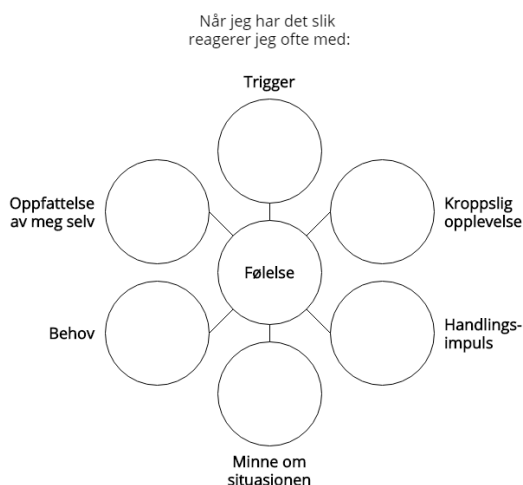 Når jeg har det slik
reagerer jeg ofte med:
Trigger
Oppfattelse
av meg selv
Kroppslig
opplevelse
Følelse
Behov
Handlings-
impuls
Minne om
situasjonen